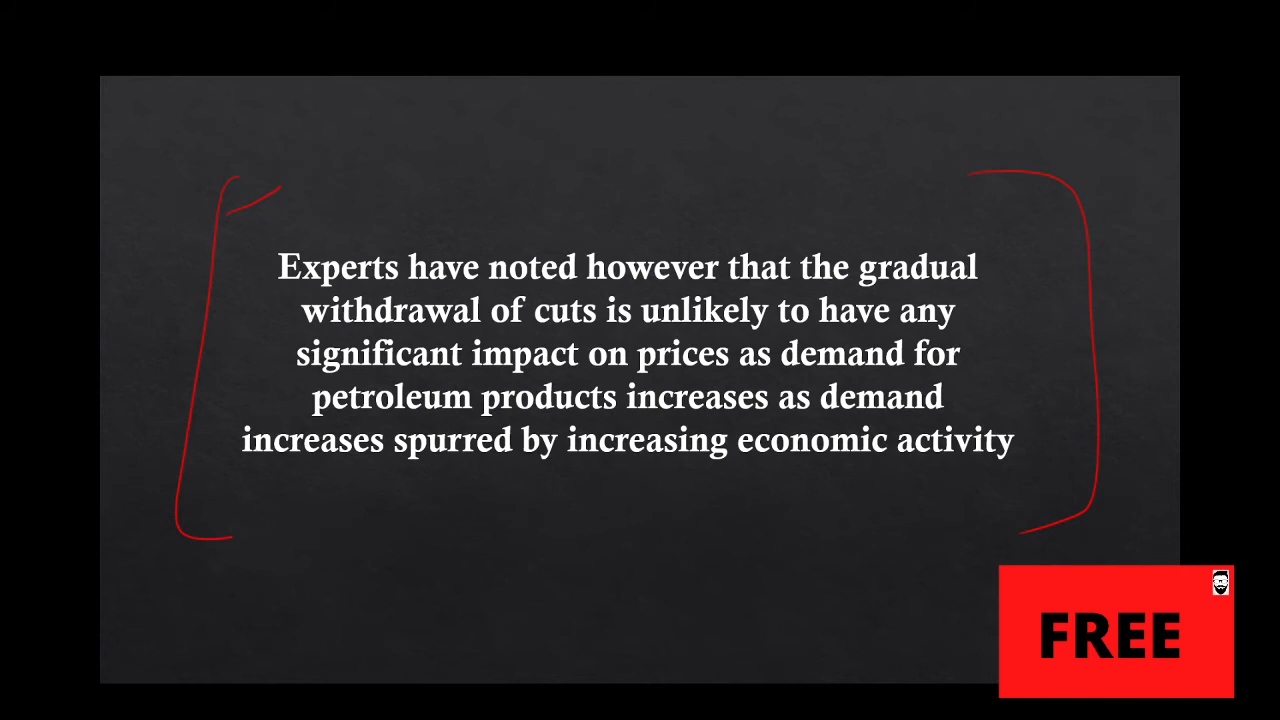 Experts have noted however that the gradual
withdrawal of cuts is unlikely to have any
significant impact on prices as demand for
petroleum products increases as demand
increases spurred by increasing economic activity
FREE